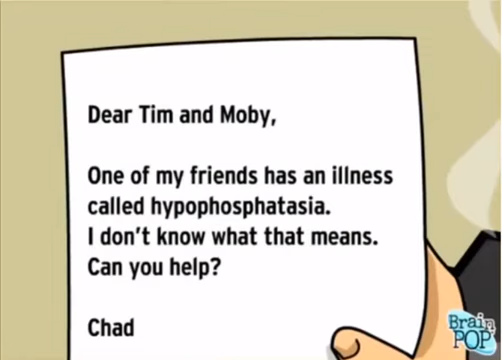 Dear Tim and Moby,
One of my friends has an illness
called hypophosphatasia.
I don't know what that means.
Can you help?
Chad
Brain
POP